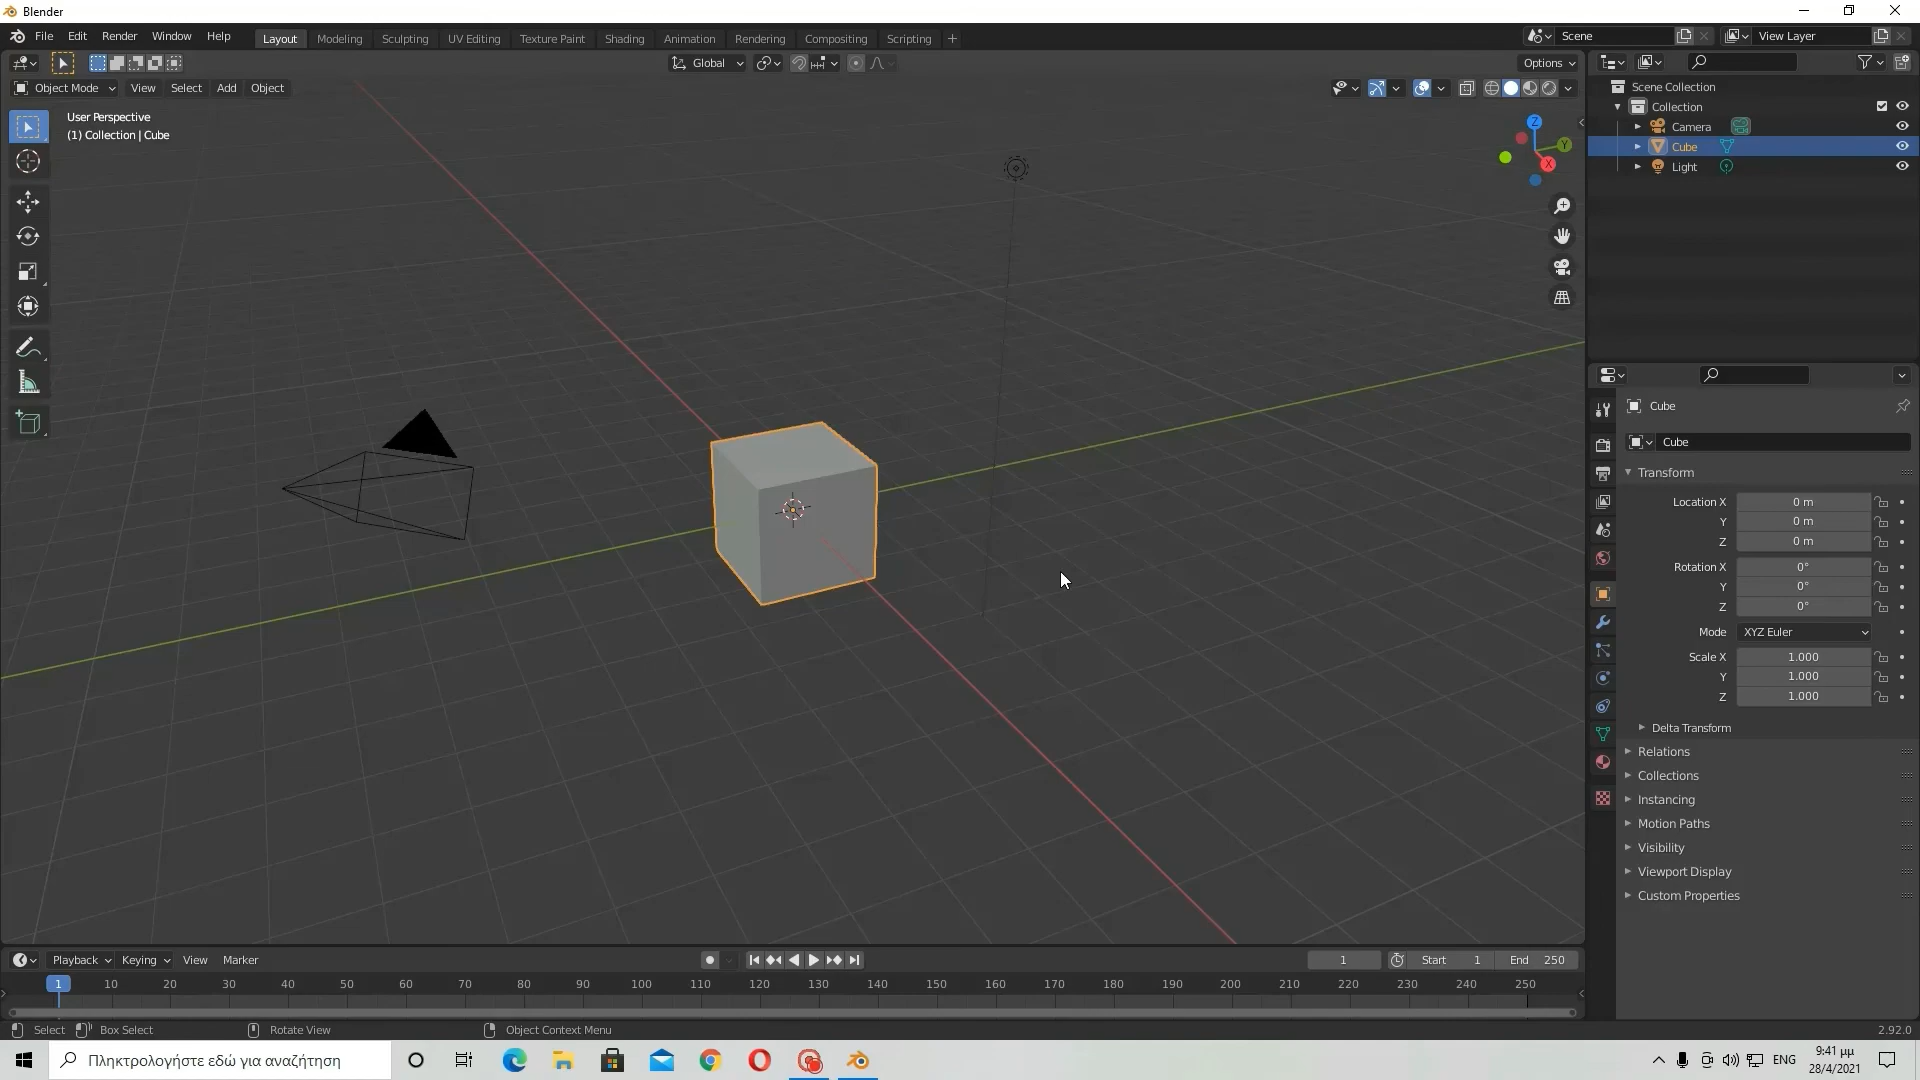 Blender
File Edit Render Window Help Layout Modeling Sculpting UV Editing Texture Paint Shading Animation Rendering Compositing Scripting + Scene View Layer
Global Options
Object Mode View Select Add Object
User Perspective
(1) Collection | Cube
Z
Y
X
Scene Collection
Collection
Camera
Cube
Light
Cube
Cube
Transform
Location X 0 m
Y 0 m
Z 0 m
Rotation X 0°
Y 0°
Z 0°
Mode XYZ Euler
Scale X 1.000
Y 1.000
Z 1.000
Delta Transform
Relations
Collections
Instancing
Motion Paths
Visibility
Viewport Display
Custom Properties
Playback Keying View Marker 1 Start 1 End 250
1 10 20 30 40 50 60 70 80 90 100 110 120 130 140 150 160 170 180 190 200 210 220 230 240 250
Select Box Select Rotate View Object Context Menu 2.92.0
Πληκτρολογήστε εδώ για αναζήτηση ENG 9:41 μμ
28/4/2021